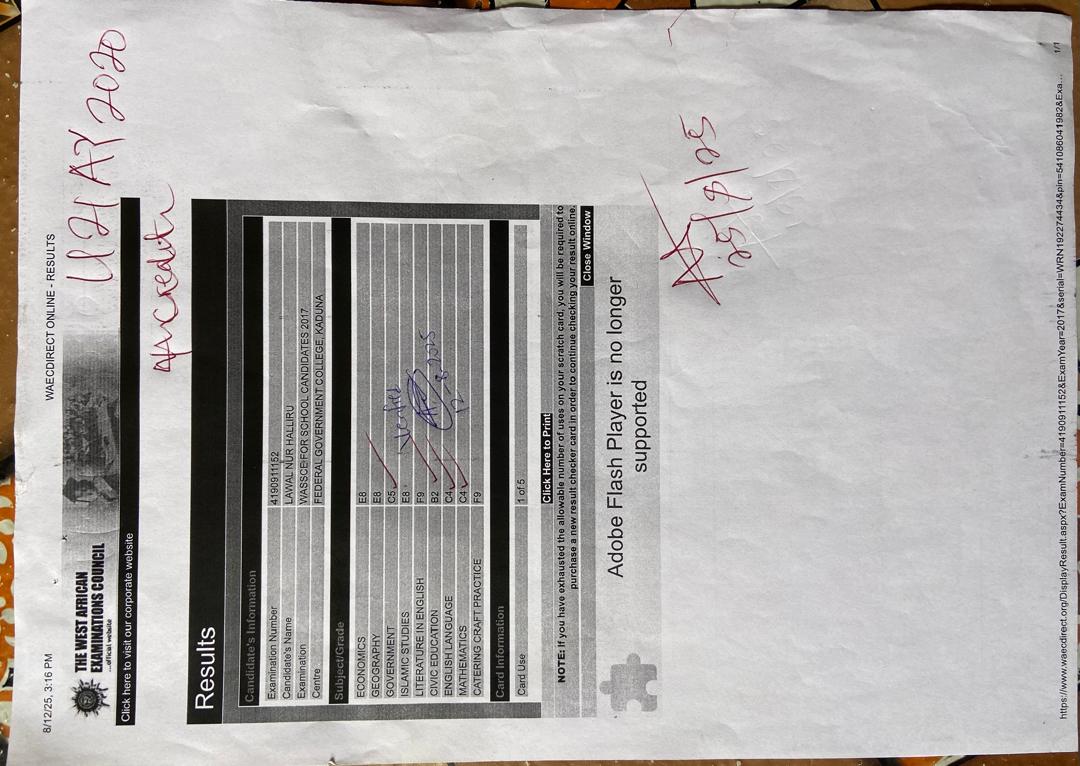 8/12/25, 3:16 PM
WAECDIRECT ONLINE - RESULTS
THE WEST AFRICAN
EXAMINATIONS COUNCIL
...official website
2020
Click here to visit our corporate website
Results
Candidate's Information
Examination Number 4190911152
Candidate's Name LAWAL NUR HALLIRU
Examination WASSCE FOR SCHOOL CANDIDATES 2017
Centre FEDERAL GOVERNMENT COLLEGE, KADUNA
Subject/Grade
ECONOMICS E8
GEOGRAPHY E8
GOVERNMENT C5
ISLAMIC STUDIES E8
LITERATURE IN ENGLISH F9
CIVIC EDUCATION B2
ENGLISH LANGUAGE C4
MATHEMATICS C4
CATERING CRAFT PRACTICE F9
Card Information
Card Use 1 of 5
Click Here to Print!
NOTE: If you have exhausted the allowable number of uses on your scratch card, you will be required to
purchase a new result checker card in order to continue checking your result online.
Close Window
Adobe Flash Player is no longer
supported
https://www.waecdirect.org/DisplayResult.aspx?ExamNumber=4190911152&ExamYear=2017&serial=WRN192274434&pin=541086041982&Exa...
1/1